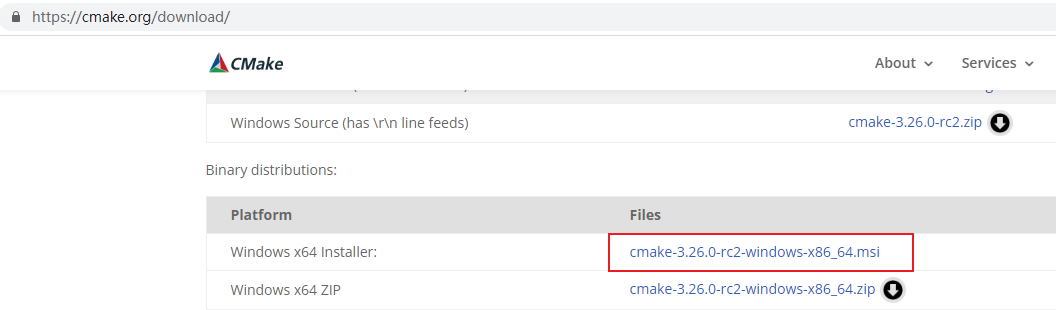 https://cmake.org/download/
CMake
About
Services
Windows Source (has \r\n line feeds)
cmake-3.26.0-rc2.zip
Binary distributions:
Platform
Files
Windows x64 Installer:
cmake-3.26.0-rc2-windows-x86_64.msi
Windows x64 ZIP
cmake-3.26.0-rc2-windows-x86_64.zip